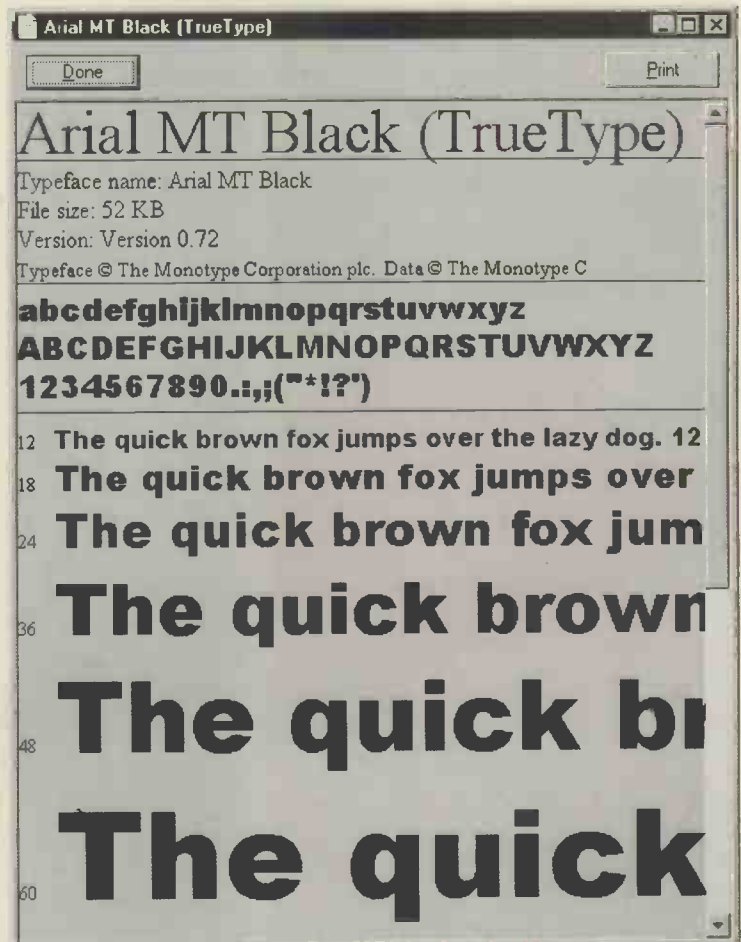 Arial MT Black (TrueType)
Done
Print
Arial MT Black (TrueType)
Typeface name: Arial MT Black
File size: 52 KB
Version: Version 0.72
Typeface © The Monotype Corporation plc. Data © The Monotype C
abcdefghijklmnopqrstuvwxyz
ABCDEFGHIJKLMNOPQRSTUVWXYZ
1234567890.:,;("*!?')
12 The quick brown fox jumps over the lazy dog. 12
18 The quick brown fox jumps over
24 The quick brown fox jum
36 The quick brown
48 The quick br
60 The quick